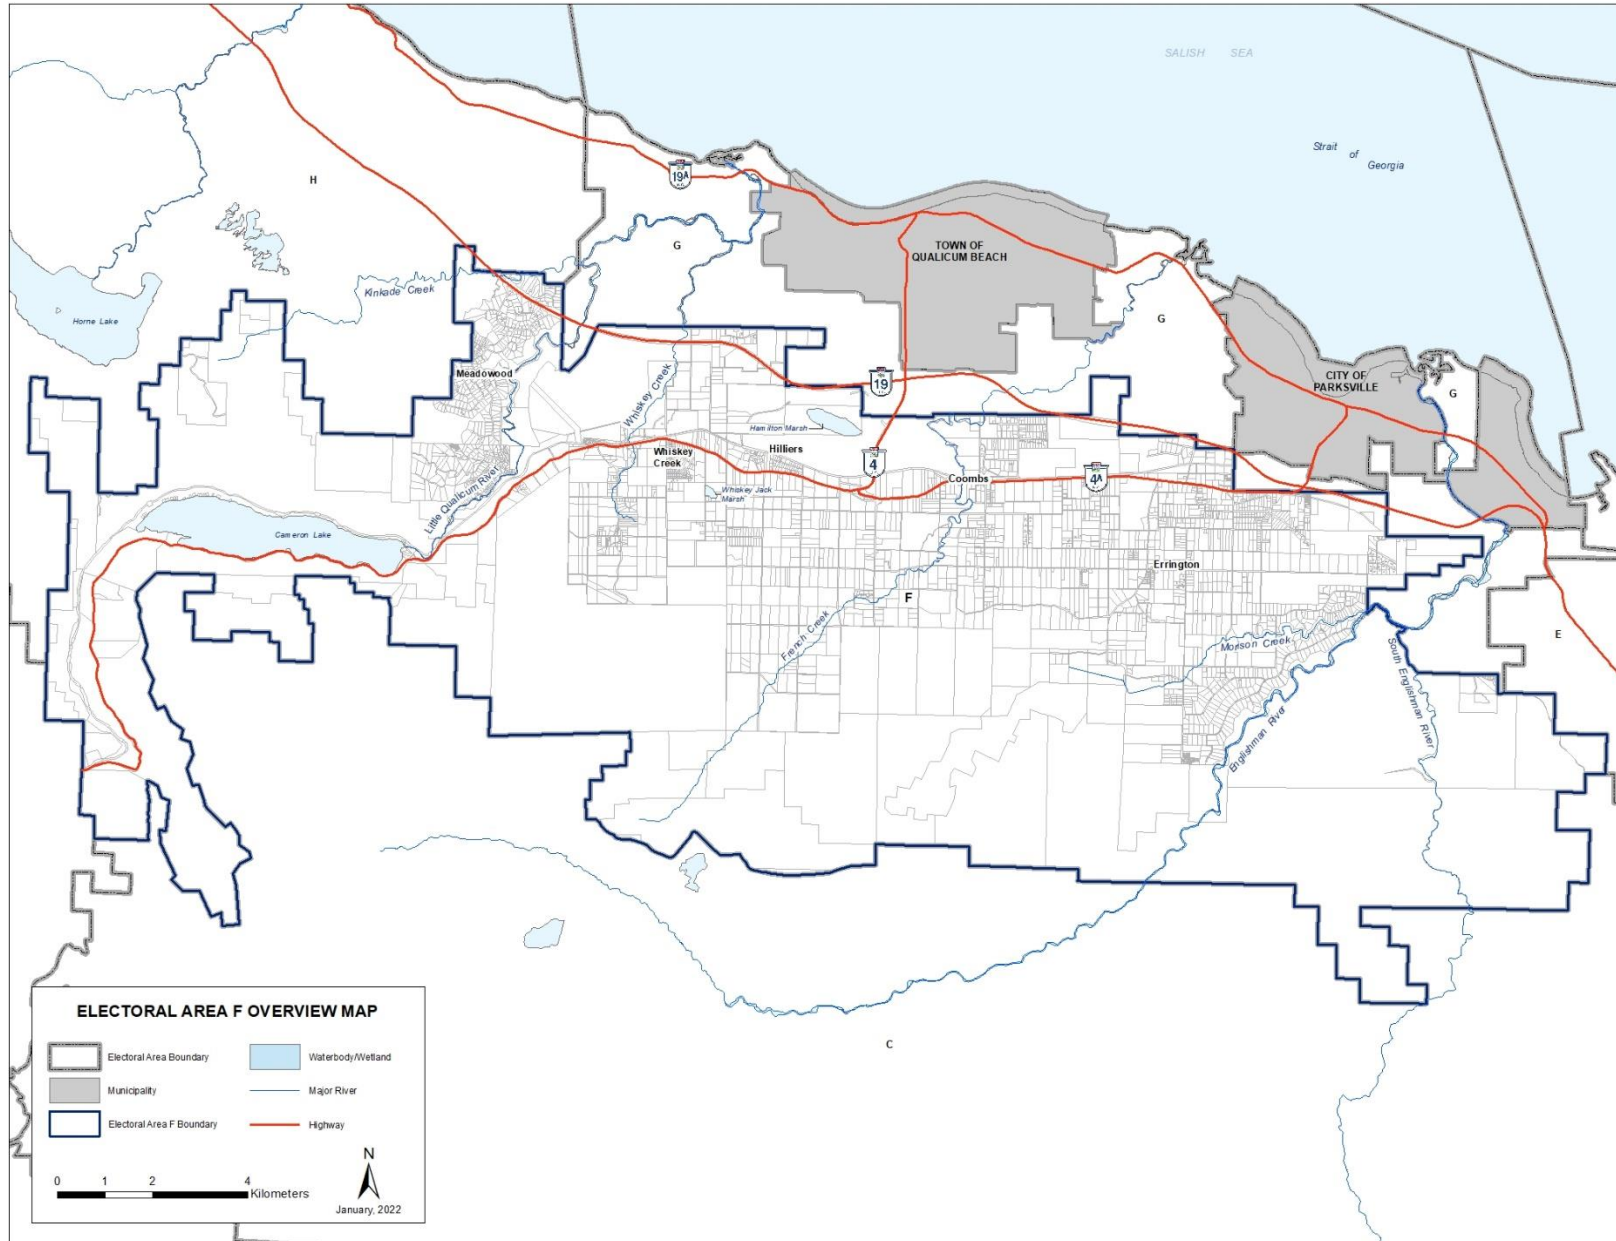 SALISH SEA
Strait
of
Georgia
H
19A
G
TOWN OF
QUALICUM BEACH
Kinkade Creek
Horne Lake
G
CITY OF
PARKSVILLE
Meadowood
19
G
Whiskey Creek
Hamilton Marsh
Hilliers
Whiskey
Creek
4
Coombs
4A
Whiskey Jack
Marsh
Little Qualicum River
Cameron Lake
Errington
F
French Creek
Morison Creek
E
South Englishman River
Englishman River
C
ELECTORAL AREA F OVERVIEW MAP
Electoral Area Boundary
Waterbody/Wetland
Municipality
Major River
Electoral Area F Boundary
Highway
N
0 1 2 4
Kilometers
January, 2022